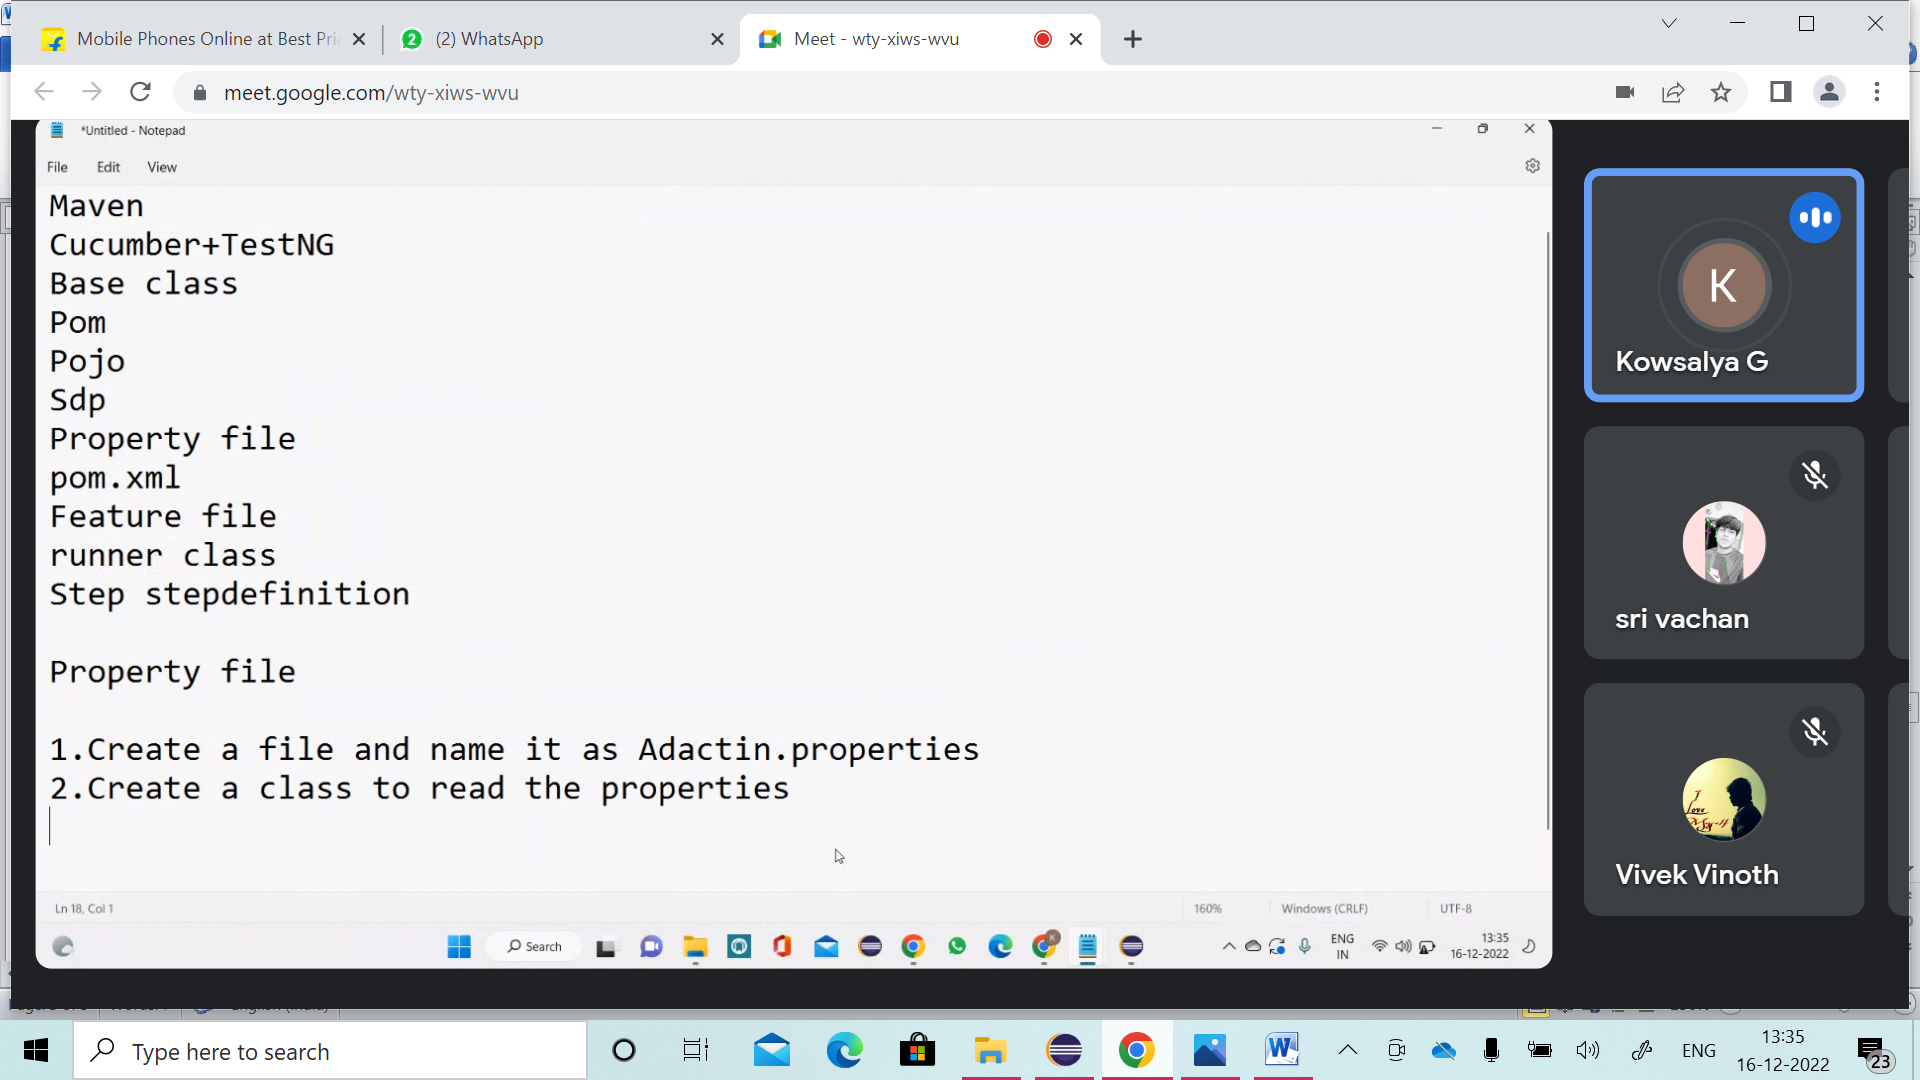 Mobile Phones Online at Best Pri
(2) WhatsApp
Meet - wty-xiws-wvu
meet.google.com/wty-xiws-wvu
*Untitled - Notepad
File Edit View
Maven
Cucumber+TestNG
Base class
Pom
Pojo
Sdp
Property file
pom.xml
Feature file
runner class
Step stepdefinition
Property file
1.Create a file and name it as Adactin.properties
2.Create a class to read the properties
Ln 18, Col 1
160%
Windows (CRLF)
UTF-8
Search
ENG
IN
13:35
16-12-2022
K
Kowsalya G
sri vachan
I
Love
Vivek Vinoth
Type here to search
ENG
13:35
16-12-2022
23